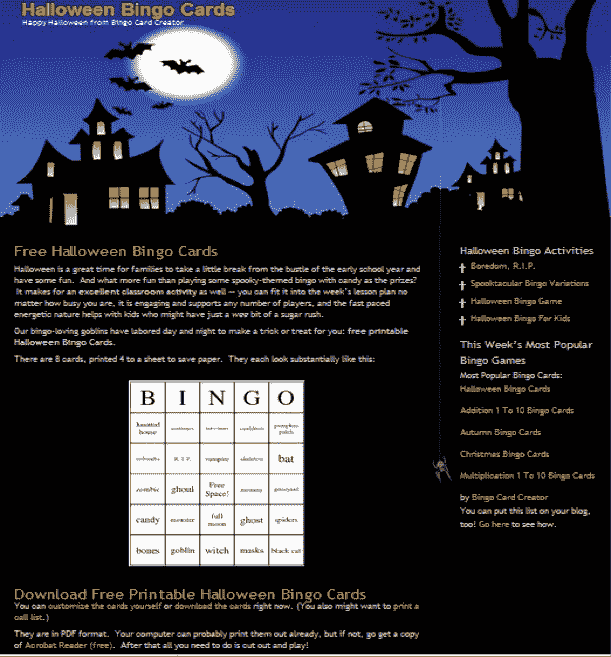 Halloween Bingo Cards
Happy Halloween from Bingo Card Creator
Free Halloween Bingo Cards
Halloween is a great time for families to take a little break from the bustle of the early school year and
have some fun. And what more fun than playing some spooky-themed bingo with candy as the prizes?
It makes for an excellent classroom activity as well -- you can fit it into the week's lesson plan no
matter how busy you are, it is engaging and supports any number of players, and the fast paced
energetic nature helps with kids who might have just a wee bit of a sugar rush.
Our bingo-loving goblins have labored day and night to make a trick or treat for you: free printable
Halloween Bingo Cards.
There are 8 cards, printed 4 to a sheet to save paper. They each look substantially like this:
B I N G O
haunted house
pumpkin patch
R. I. P. vampire skeleton bat
zombie ghoul Free Space! mummy graveyard
candy monster full moon ghost spiders
bones goblin witch masks black cat
Download Free Printable Halloween Bingo Cards
You can customize the cards yourself or download the cards right now. (You also might want to print a
call list.)
They are in PDF format. Your computer can probably print them out already, but if not, go get a copy
of Acrobat Reader (free). After that all you need to do is cut out and play!
Halloween Bingo Activities
Boredom, R.I.P.
Spooktacular Bingo Variations
Halloween Bingo Game
Halloween Bingo For Kids
This Week's Most Popular
Bingo Games
Most Popular Bingo Cards:
Halloween Bingo Cards
Addition 1 To 10 Bingo Cards
Autumn Bingo Cards
Christmas Bingo Cards
Multiplication 1 To 10 Bingo Cards
by Bingo Card Creator
You can put this list on your blog,
too! Go here to see how.